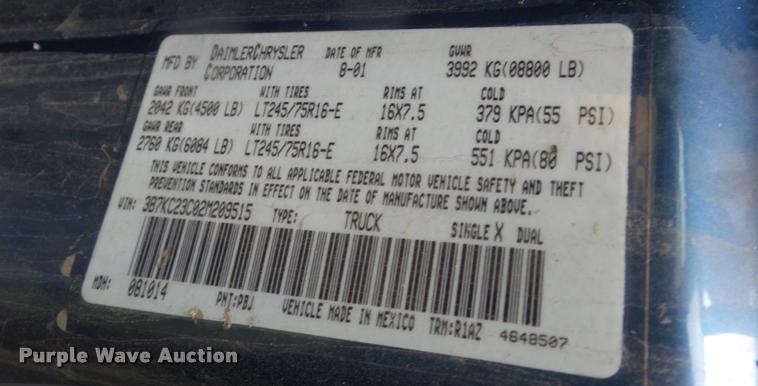 MFD BY DAIMLERCHRYSLER CORPORATION DATE OF MFR 8-01 GVWR 3992 KG(08800 LB)
GAWR FRONT WITH TIRES RIMS AT COLD
2042 KG(4500 LB) LT245/75R16-E 16X7.5 379 KPA(55 PSI)
GAWR REAR WITH TIRES RIMS AT COLD
2760 KG(6084 LB) LT245/75R16-E 16X7.5 551 KPA(80 PSI)
THIS VEHICLE CONFORMS TO ALL APPLICABLE FEDERAL MOTOR VEHICLE SAFETY AND THEFT
PREVENTION STANDARDS IN EFFECT ON THE DATE OF MANUFACTURE SHOWN ABOVE.
VIN: 3B7KC23C02M209515 TYPE: TRUCK SINGLE X DUAL
MDH: 081014 PNT:PBJ VEHICLE MADE IN MEXICO TRM:R1AZ 4648507
Purple Wave Auction